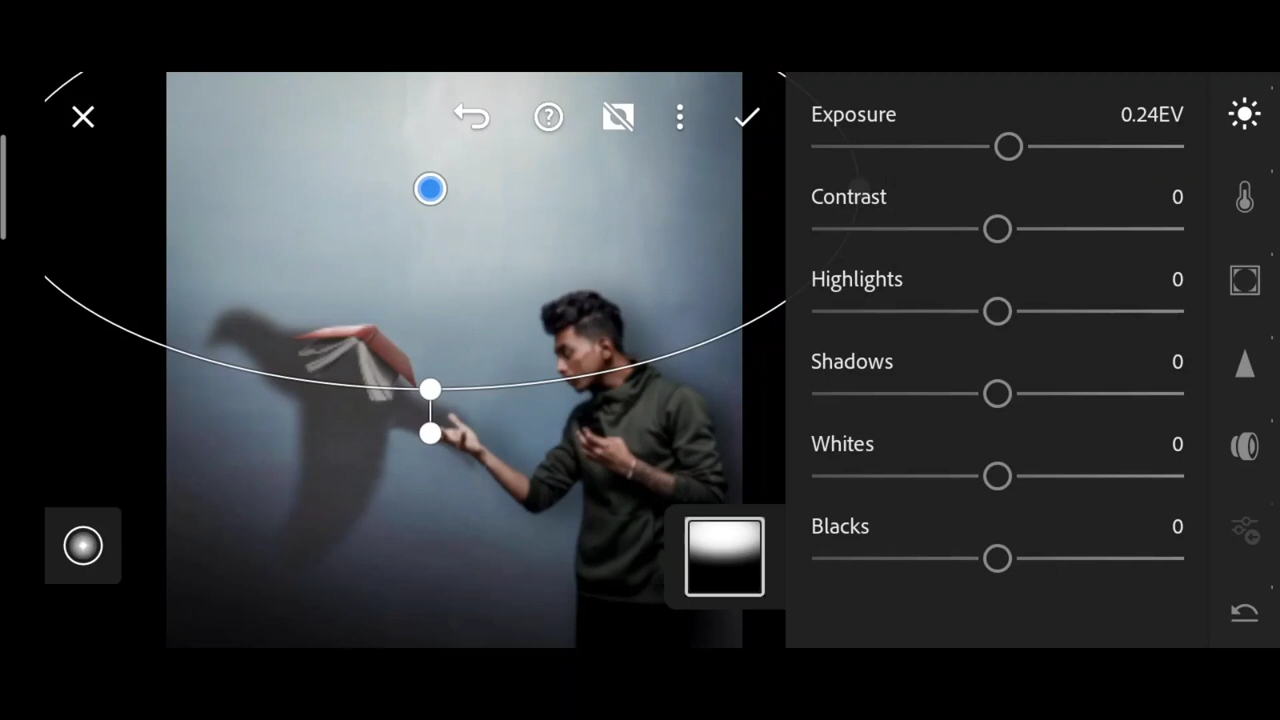 Exposure 0.24EV
Contrast 0
Highlights 0
Shadows 0
Whites 0
Blacks 0